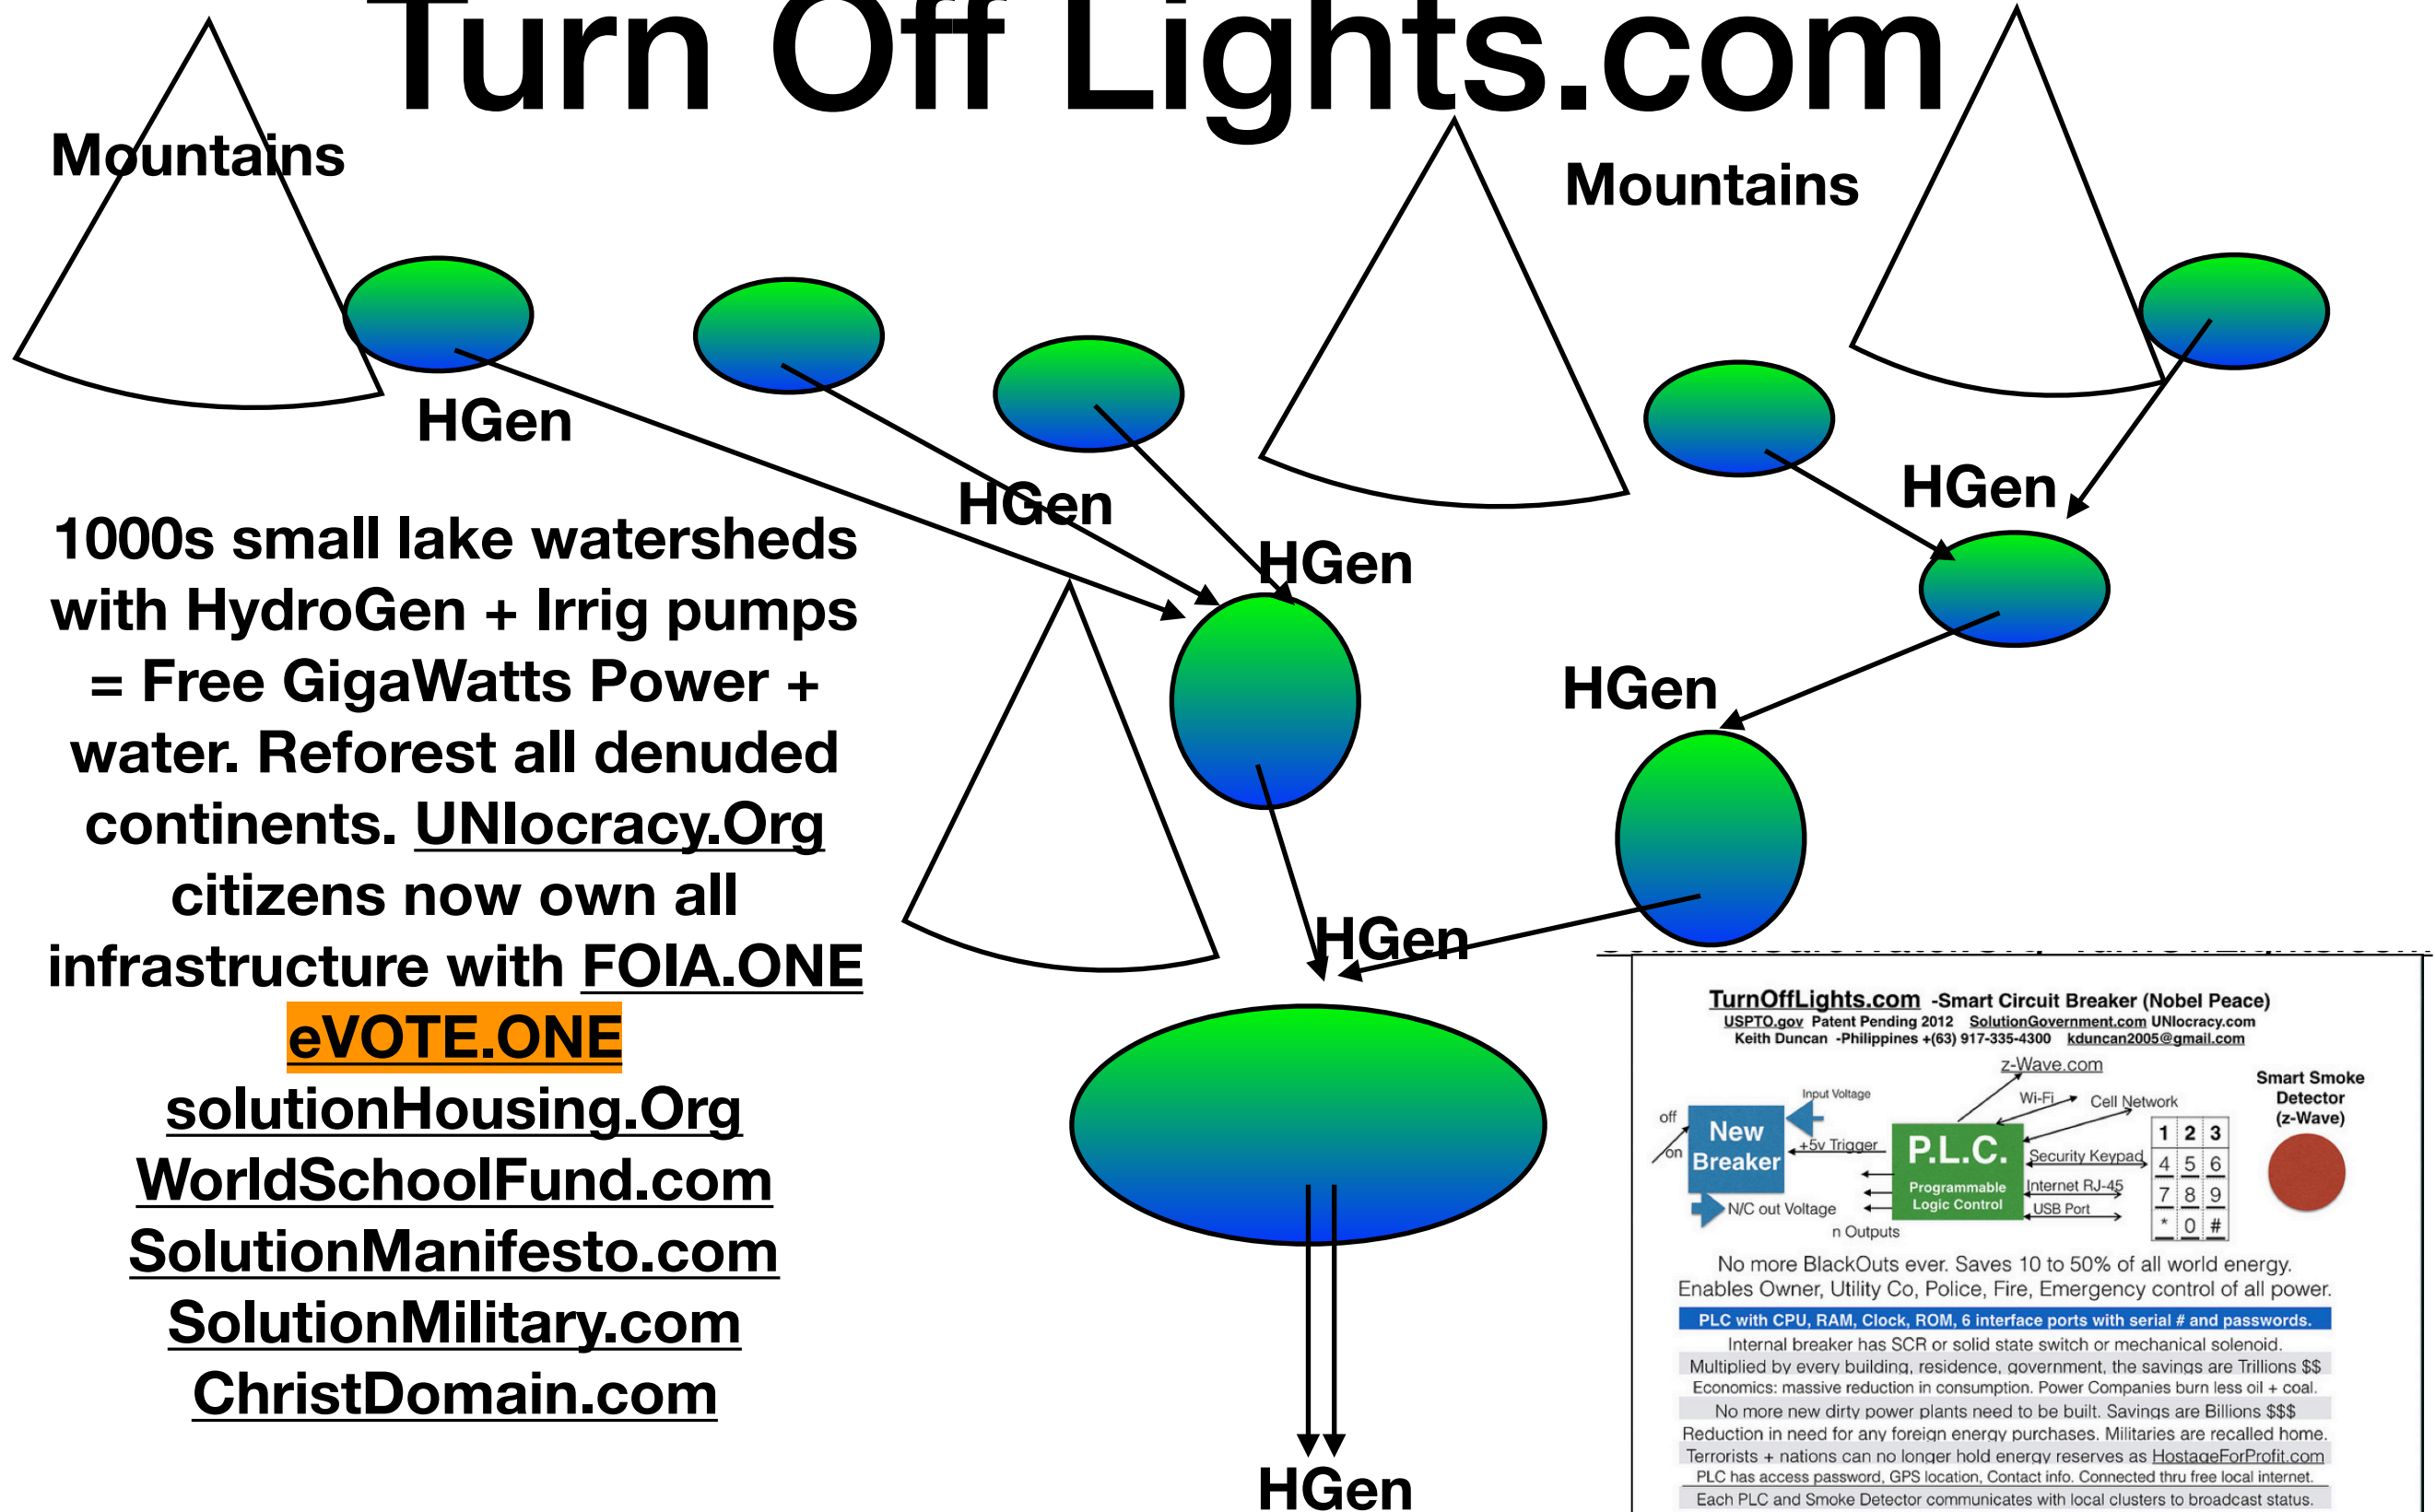 Turn Off Lights.com
Mountains
Mountains
HGen
HGen
HGen
HGen
HGen
HGen
HGen
1000s small lake watersheds
with HydroGen + Irrig pumps
= Free GigaWatts Power +
water. Reforest all denuded
continents. UNIocracy.Org
citizens now own all
infrastructure with FOIA.ONE
eVOTE.ONE
solutionHousing.Org
WorldSchoolFund.com
SolutionManifesto.com
SolutionMilitary.com
ChristDomain.com
TurnOffLights.com -Smart Circuit Breaker (Nobel Peace)
USPTO.gov Patent Pending 2012 SolutionGovernment.com UNIocracy.com
Keith Duncan -Philippines +(63) 917-335-4300 kduncan2005@gmail.com
z-Wave.com
Wi-Fi
Cell Network
Smart Smoke
Detector
(z-Wave)
Input Voltage
off
on
New
Breaker
+5v Trigger
P.L.C.
Programmable
Logic Control
Security Keypad
Internet RJ-45
USB Port
1 2 3
4 5 6
7 8 9
* 0 #
N/C out Voltage
n Outputs
No more BlackOuts ever. Saves 10 to 50% of all world energy.
Enables Owner, Utility Co, Police, Fire, Emergency control of all power.
PLC with CPU, RAM, Clock, ROM, 6 interface ports with serial # and passwords.
Internal breaker has SCR or solid state switch or mechanical solenoid.
Multiplied by every building, residence, government, the savings are Trillions $$
Economics: massive reduction in consumption. Power Companies burn less oil + coal.
No more new dirty power plants need to be built. Savings are Billions $$$
Reduction in need for any foreign energy purchases. Militaries are recalled home.
Terrorists + nations can no longer hold energy reserves as HostageForProfit.com
PLC has access password, GPS location, Contact info. Connected thru free local internet.
Each PLC and Smoke Detector communicates with local clusters to broadcast status.